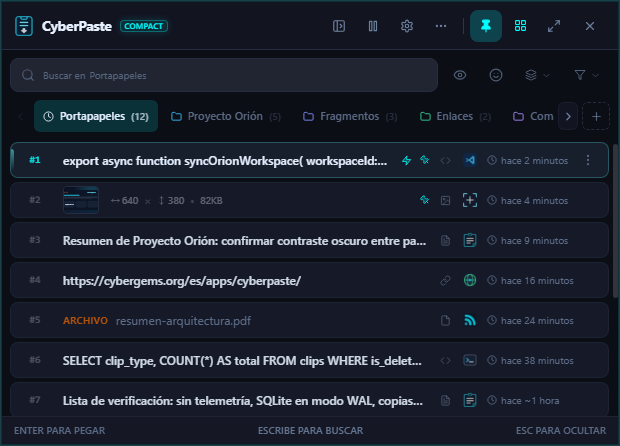 CyberPaste COMPACT
Buscar en Portapapeles
Portapapeles (12) Proyecto Orión (5) Fragmentos (3) Enlaces (2) Com
#1 export async function syncOrionWorkspace( workspaceId:... hace 2 minutos
#2 640 × 380 • 82KB hace 4 minutos
#3 Resumen de Proyecto Orión: confirmar contraste oscuro entre pa... hace 9 minutos
#4 https://cybergems.org/es/apps/cyberpaste/ hace 16 minutos
#5 ARCHIVO resumen-arquitectura.pdf hace 24 minutos
#6 SELECT clip_type, COUNT(*) AS total FROM clips WHERE is_delet... hace 38 minutos
#7 Lista de verificación: sin telemetría, SQLite en modo WAL, copias... hace ~1 hora
ENTER PARA PEGAR ESCRIBE PARA BUSCAR ESC PARA OCULTAR